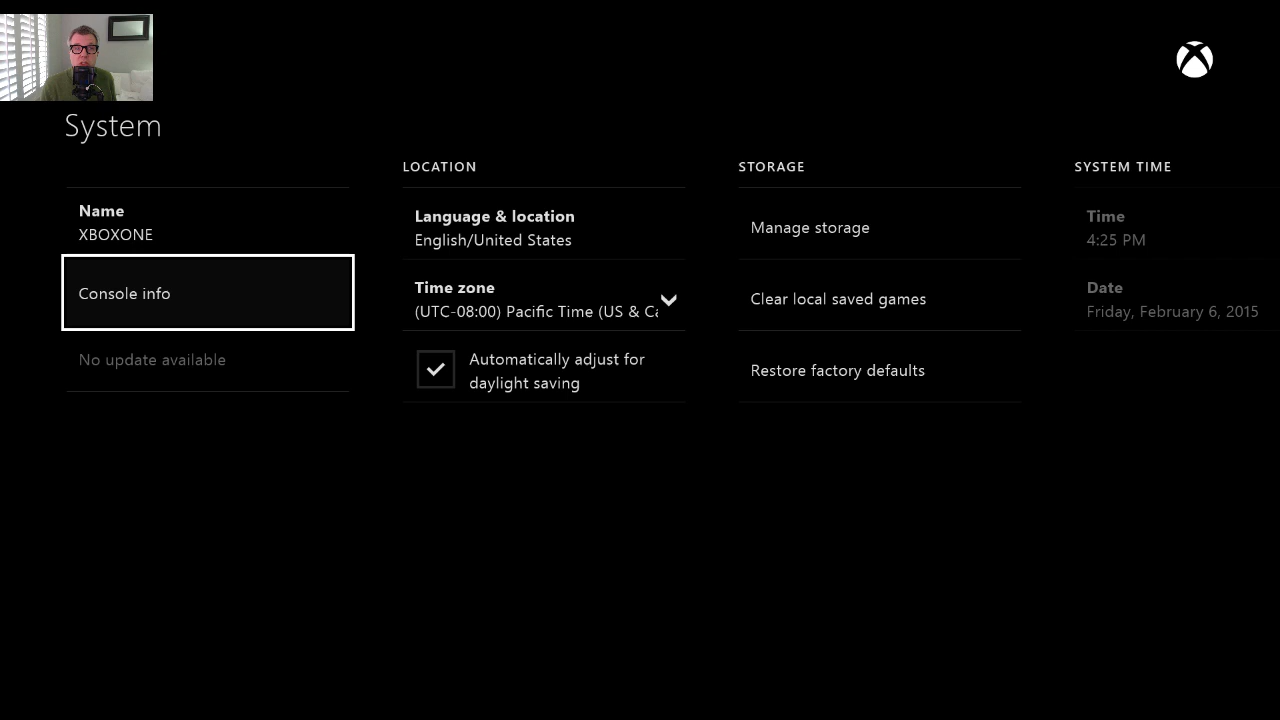 System
Name
XBOXONE
Console info
No update available
LOCATION
Language & location
English/United States
Time zone
(UTC-08:00) Pacific Time (US & Ca
Automatically adjust for
daylight saving
STORAGE
Manage storage
Clear local saved games
Restore factory defaults
SYSTEM TIME
Time
4:25 PM
Date
Friday, February 6, 2015